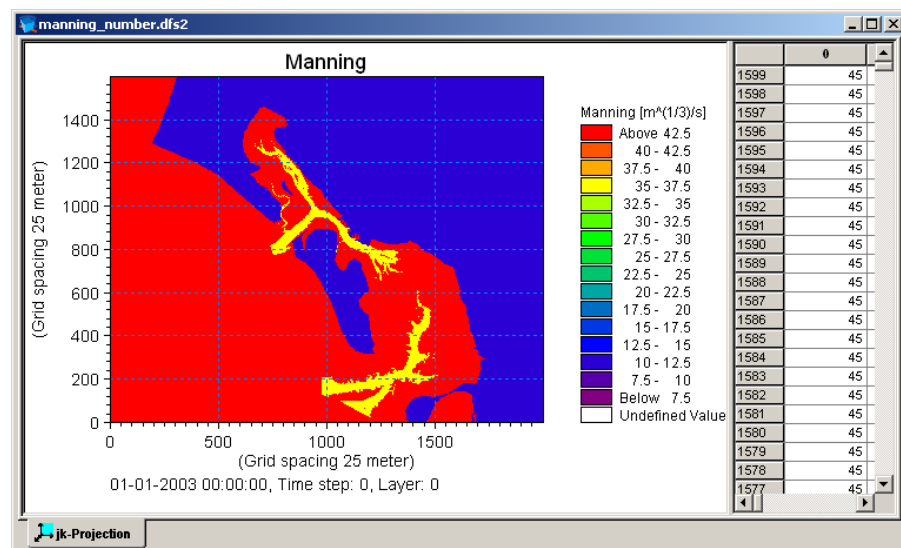 manning_number.dfs2
Manning
(Grid spacing 25 meter)
1400
1200
1000
800
600
400
200
0
0 500 1000 1500
(Grid spacing 25 meter)
01-01-2003 00:00:00, Time step: 0, Layer: 0
Manning [m^(1/3)/s]
Above 42.5
40 - 42.5
37.5 - 40
35 - 37.5
32.5 - 35
30 - 32.5
27.5 - 30
25 - 27.5
22.5 - 25
20 - 22.5
17.5 - 20
15 - 17.5
12.5 - 15
10 - 12.5
7.5 - 10
Below 7.5
Undefined Value
0
1599 45
1598 45
1597 45
1596 45
1595 45
1594 45
1593 45
1592 45
1591 45
1590 45
1589 45
1588 45
1587 45
1586 45
1585 45
1584 45
1583 45
1582 45
1581 45
1580 45
1579 45
1578 45
1577 45
jk-Projection